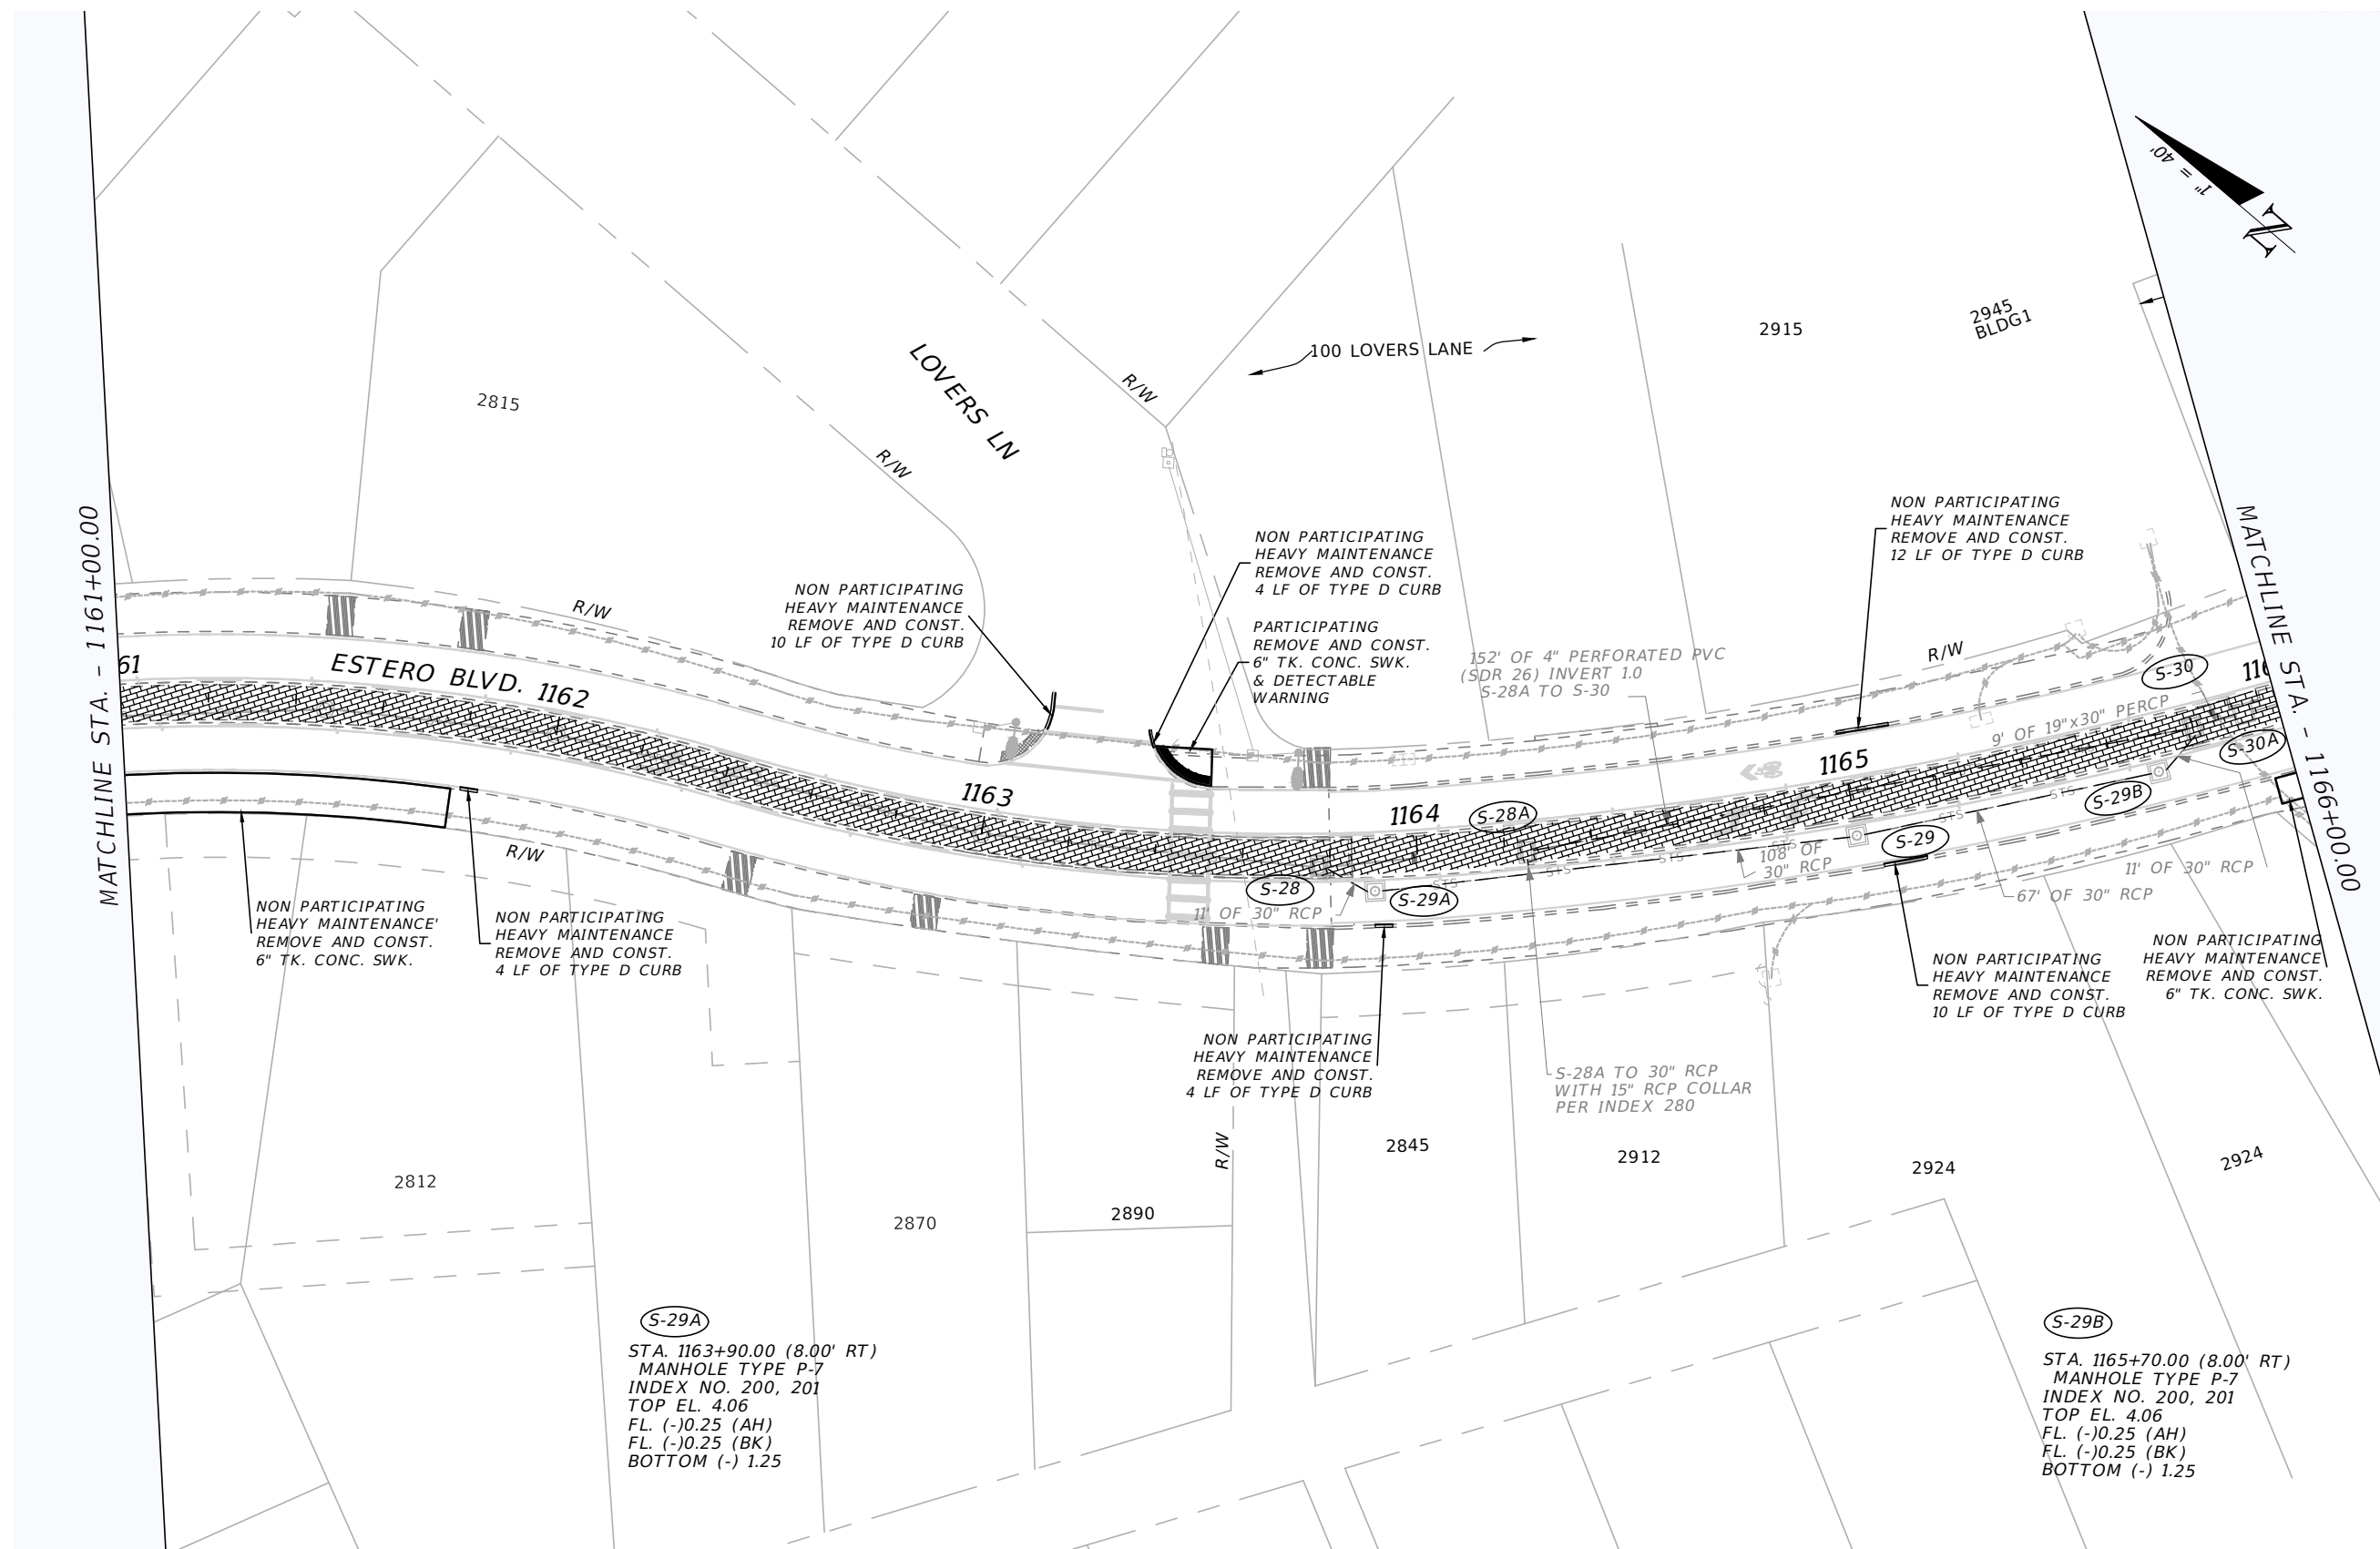 1" = 40'
N
MATCHLINE STA. - 1161+00.00
MATCHLINE STA. - 1166+00.00
2815
LOVERS LN
R/W
R/W
100 LOVERS LANE
2915
2945
BLDG1
NON PARTICIPATING
HEAVY MAINTENANCE
REMOVE AND CONST.
10 LF OF TYPE D CURB
NON PARTICIPATING
HEAVY MAINTENANCE
REMOVE AND CONST.
4 LF OF TYPE D CURB
PARTICIPATING
REMOVE AND CONST.
6" TK. CONC. SWK.
& DETECTABLE
WARNING
NON PARTICIPATING
HEAVY MAINTENANCE
REMOVE AND CONST.
12 LF OF TYPE D CURB
152' OF 4" PERFORATED PVC
(SDR 26) INVERT 1.0
S-28A TO S-30
R/W
R/W
61
ESTERO BLVD.
1162
1163
1164
1165
116
S-28A
S-30
9' OF 19"x30" PERCP
S-30A
S-29B
S-29
S-28
S-29A
STS
STS
STS
STS
STS
STS
108' OF
30" RCP
11' OF 30" RCP
11' OF 30" RCP
67' OF 30" RCP
R/W
NON PARTICIPATING
HEAVY MAINTENANCE'
REMOVE AND CONST.
6" TK. CONC. SWK.
NON PARTICIPATING
HEAVY MAINTENANCE
REMOVE AND CONST.
4 LF OF TYPE D CURB
NON PARTICIPATING
HEAVY MAINTENANCE
REMOVE AND CONST.
4 LF OF TYPE D CURB
NON PARTICIPATING
HEAVY MAINTENANCE
REMOVE AND CONST.
10 LF OF TYPE D CURB
NON PARTICIPATING
HEAVY MAINTENANCE
REMOVE AND CONST.
6" TK. CONC. SWK.
S-28A TO 30" RCP
WITH 15" RCP COLLAR
PER INDEX 280
R/W
2812
2870
2890
2845
2912
2924
2924
S-29A
STA. 1163+90.00 (8.00' RT)
MANHOLE TYPE P-7
INDEX NO. 200, 201
TOP EL. 4.06
FL. (-)0.25 (AH)
FL. (-)0.25 (BK)
BOTTOM (-) 1.25
S-29B
STA. 1165+70.00 (8.00' RT)
MANHOLE TYPE P-7
INDEX NO. 200, 201
TOP EL. 4.06
FL. (-)0.25 (AH)
FL. (-)0.25 (BK)
BOTTOM (-) 1.25